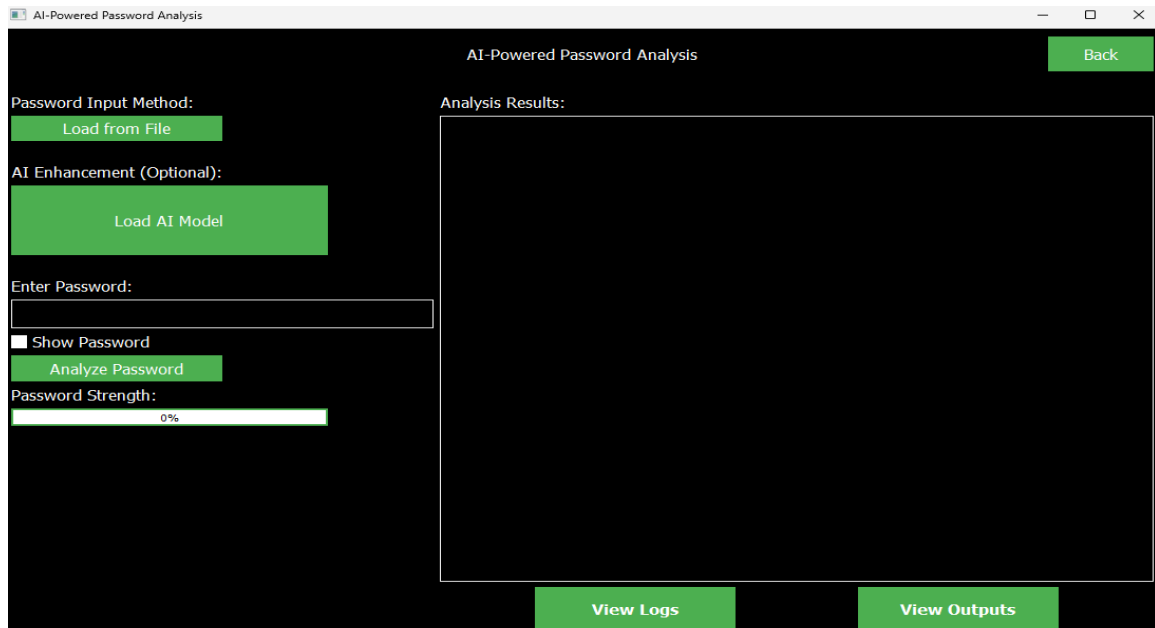 AI-Powered Password Analysis
AI-Powered Password Analysis
Back
Password Input Method:
Load from File
AI Enhancement (Optional):
Load AI Model
Enter Password:
Show Password
Analyze Password
Password Strength:
0%
Analysis Results:
View Logs
View Outputs